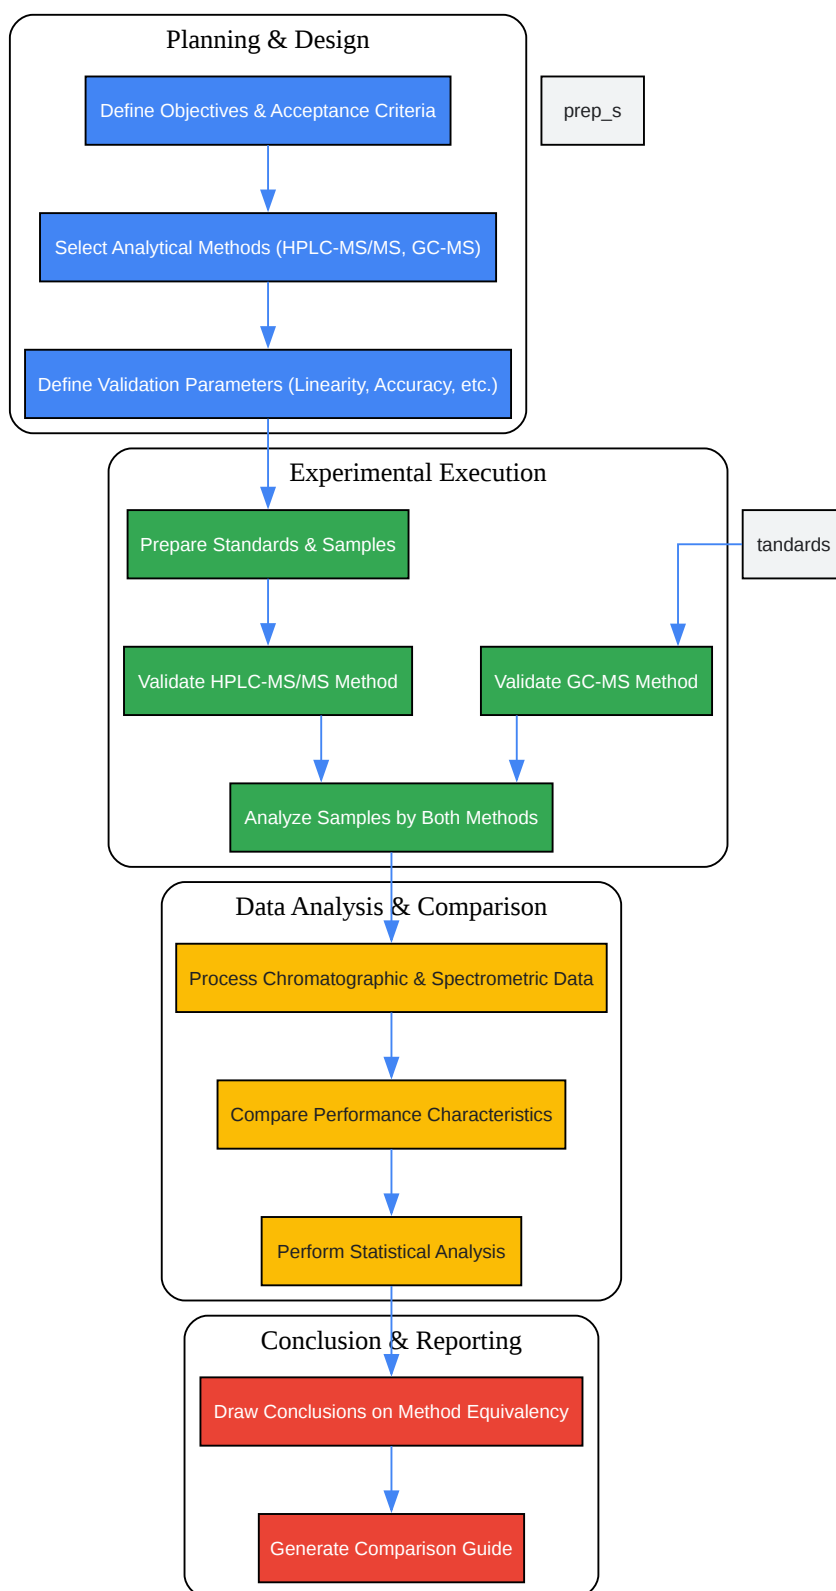 Planning & Design
Define Objectives & Acceptance Criteria
prep_s
Select Analytical Methods (HPLC-MS/MS, GC-MS)
Define Validation Parameters (Linearity, Accuracy, etc.)
Experimental Execution
Prepare Standards & Samples
tandards
Validate HPLC-MS/MS Method
Validate GC-MS Method
Analyze Samples by Both Methods
Data Analysis & Comparison
Process Chromatographic & Spectrometric Data
Compare Performance Characteristics
Perform Statistical Analysis
Conclusion & Reporting
Draw Conclusions on Method Equivalency
Generate Comparison Guide